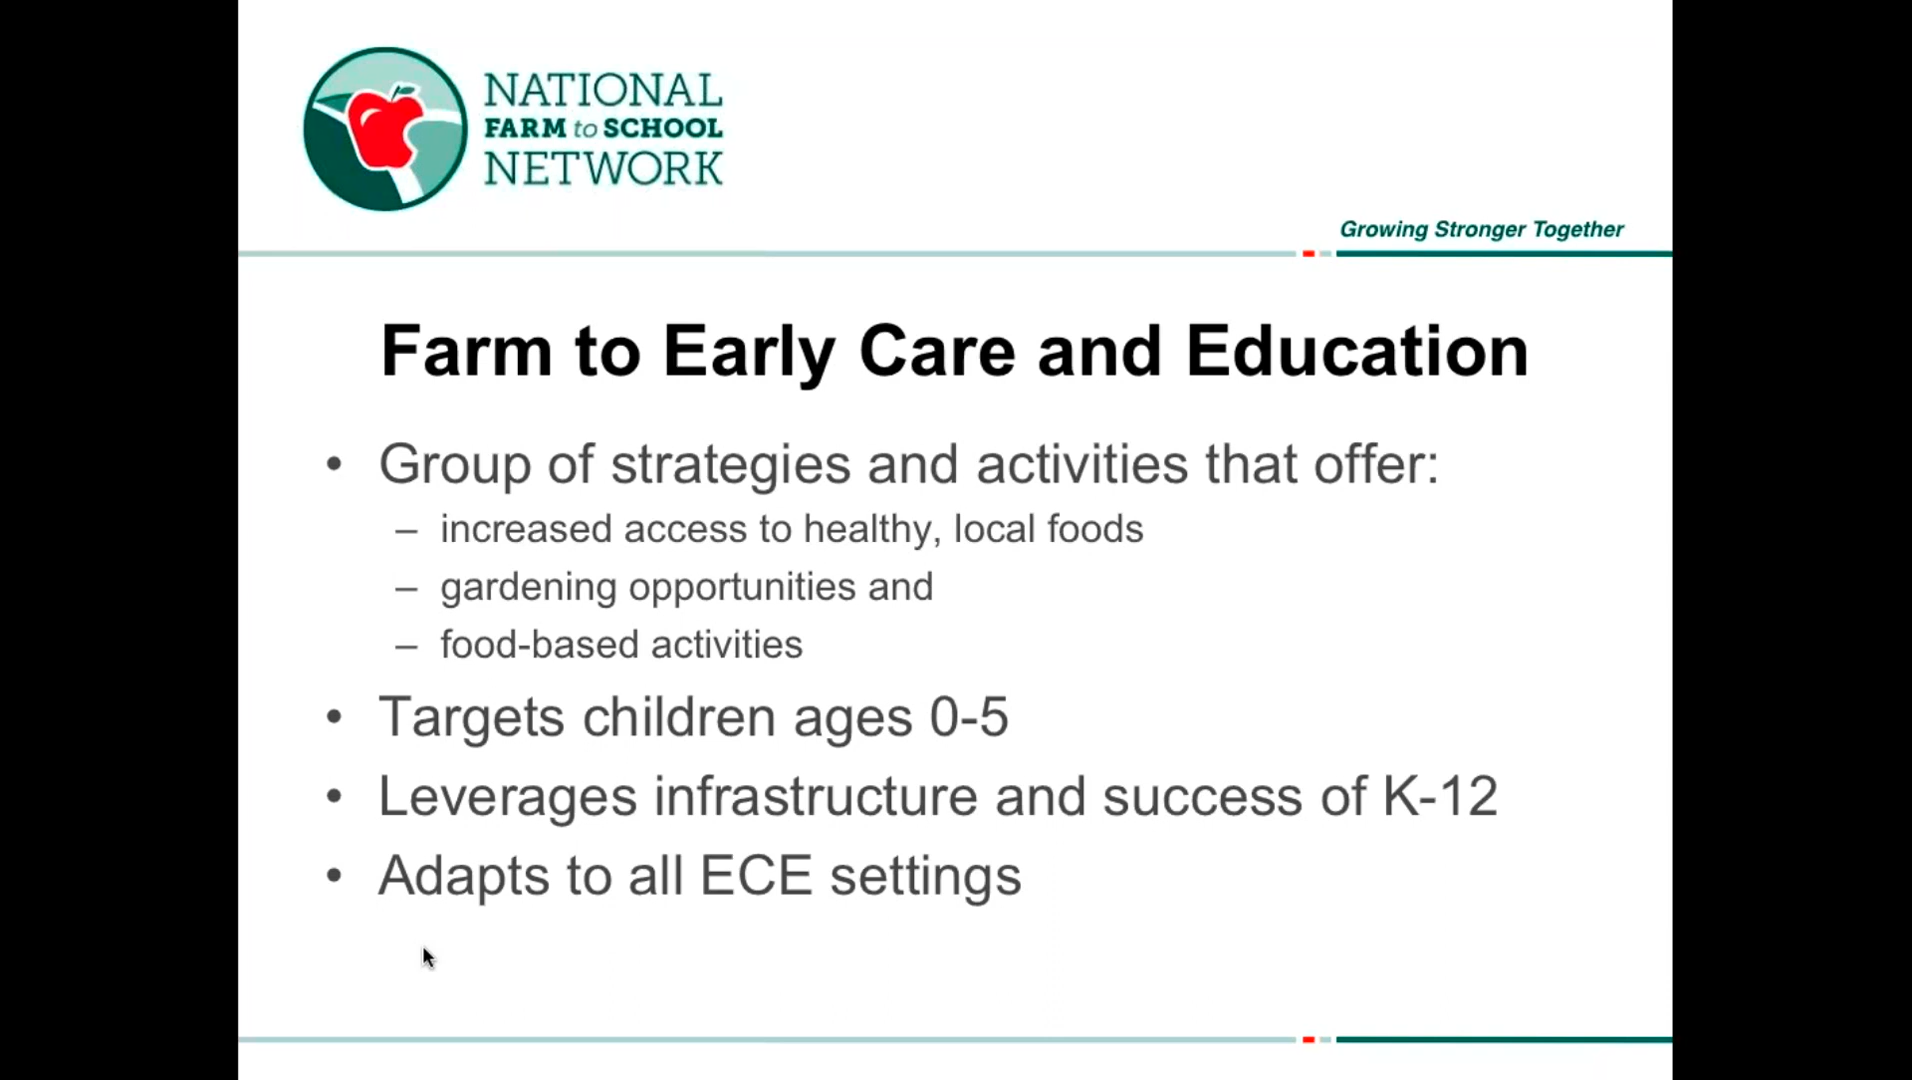 NATIONAL
FARM to SCHOOL
NETWORK
Growing Stronger Together
Farm to Early Care and Education
• Group of strategies and activities that offer:
– increased access to healthy, local foods
– gardening opportunities and
– food-based activities
• Targets children ages 0-5
• Leverages infrastructure and success of K-12
• Adapts to all ECE settings